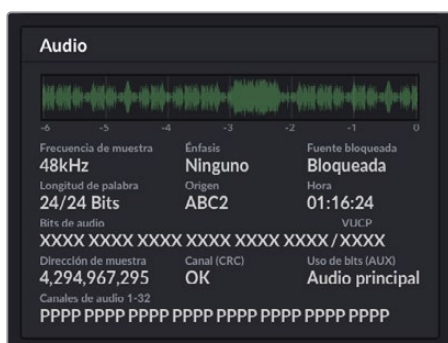 Audio
-6 -5 -4 -3 -2 -1 0
Frecuencia de muestra Énfasis Fuente bloqueada
48kHz Ninguno Bloqueada
Longitud de palabra Origen Hora
24/24 Bits ABC2 01:16:24
Bits de audio VUCP
XXXX XXXX XXXX XXXX XXXX XXXX / XXXX
Dirección de muestra Canal (CRC) Uso de bits (AUX)
4,294,967,295 OK Audio principal
Canales de audio 1-32
PPPP PPPP PPPP PPPP PPPP PPPP PPPP PPPP